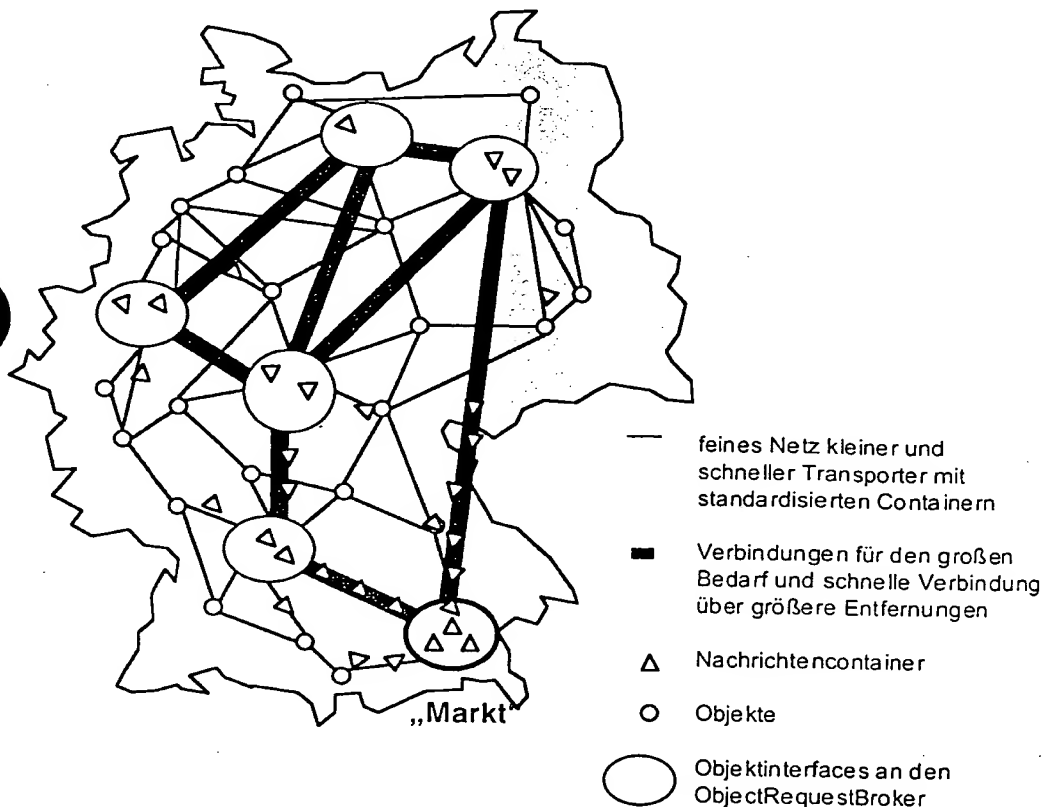 feines Netz kleiner und
schneller Transporter mit
standardisierten Containern
Verbindungen für den großen
Bedarf und schnelle Verbindung
über größere Entfernungen
Nachrichtencontainer
„Markt“
Objekte
Objektinterfaces an den
ObjectRequestBroker